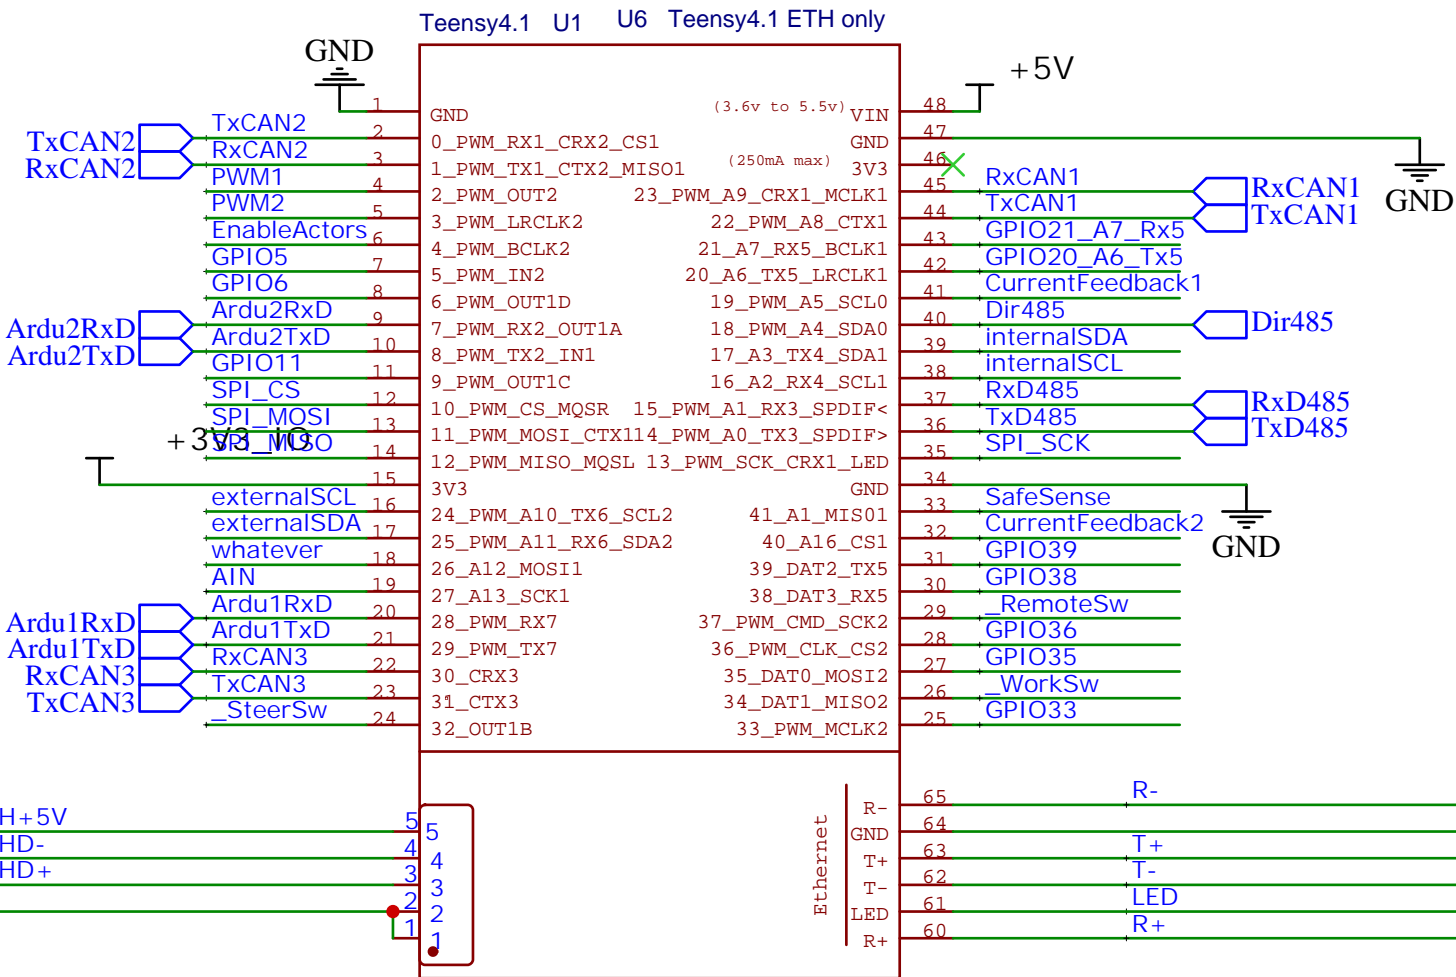 Teensy4.1 U1 U6 Teensy4.1 ETH only
GND
+5V
1 GND (3.6v to 5.5v) VIN 48
TxCAN2 TxCAN2 2 0_PWM_RX1_CRX2_CS1 GND 47
RxCAN2 RxCAN2 3 1_PWM_TX1_CTX2_MISO1 (250mA max) 3V3 46
PWM1 4 2_PWM_OUT2 23_PWM_A9_CRX1_MCLK1 45 RxCAN1 RxCAN1
GND
PWM2 5 3_PWM_LRCLK2 22_PWM_A8_CTX1 44 TxCAN1 TxCAN1
EnableActors 6 4_PWM_BCLK2 21_A7_RX5_BCLK1 43 GPIO21_A7_Rx5
GPIO5 7 5_PWM_IN2 20_A6_TX5_LRCLK1 42 GPIO20_A6_Tx5
GPIO6 8 6_PWM_OUT1D 19_PWM_A5_SCL0 41 CurrentFeedback1
Ardu2RxD Ardu2RxD 9 7_PWM_RX2_OUT1A 18_PWM_A4_SDA0 40 Dir485 Dir485
Ardu2TxD Ardu2TxD 10 8_PWM_TX2_IN1 17_A3_TX4_SDA1 39 internalSDA
GPIO11 11 9_PWM_OUT1C 16_A2_RX4_SCL1 38 internalSCL
SPI_CS 12 10_PWM_CS_MQSR 15_PWM_A1_RX3_SPDIF< 37 RxD485 RxD485
SPI_MOSI 13 11_PWM_MOSI_CTX1 14_PWM_A0_TX3_SPDIF> 36 TxD485 TxD485
+3V3_IO SPI_MISO 14 12_PWM_MISO_MQSL 13_PWM_SCK_CRX1_LED 35 SPI_SCK
15 3V3 GND 34
externalSCL 16 24_PWM_A10_TX6_SCL2 41_A1_MISO1 33 SafeSense
externalSDA 17 25_PWM_A11_RX6_SDA2 40_A16_CS1 32 CurrentFeedback2
GND
whatever 18 26_A12_MOSI1 39_DAT2_TX5 31 GPIO39
AIN 19 27_A13_SCK1 38_DAT3_RX5 30 GPIO38
Ardu1RxD Ardu1RxD 20 28_PWM_RX7 37_PWM_CMD_SCK2 29 _RemoteSw
Ardu1TxD Ardu1TxD 21 29_PWM_TX7 36_PWM_CLK_CS2 28 GPIO36
RxCAN3 RxCAN3 22 30_CRX3 35_DAT0_MOSI2 27 GPIO35
TxCAN3 TxCAN3 23 31_CTX3 34_DAT1_MISO2 26 _WorkSw
_SteerSw 24 32_OUT1B 33_PWM_MCLK2 25 GPIO33
Ethernet
R- 65 R-
H+5V 5 5 GND 64
HD- 4 4 T+ 63 T+
HD+ 3 3 T- 62 T-
2 2 LED 61 LED
1 1 R+ 60 R+